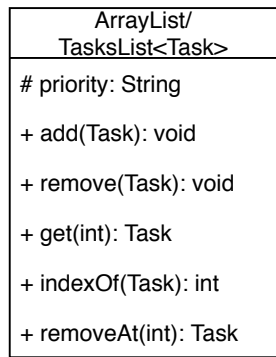 ArrayList/
TasksList<Task>
# priority: String
+ add(Task): void
+ remove(Task): void
+ get(int): Task
+ indexOf(Task): int
+ removeAt(int): Task